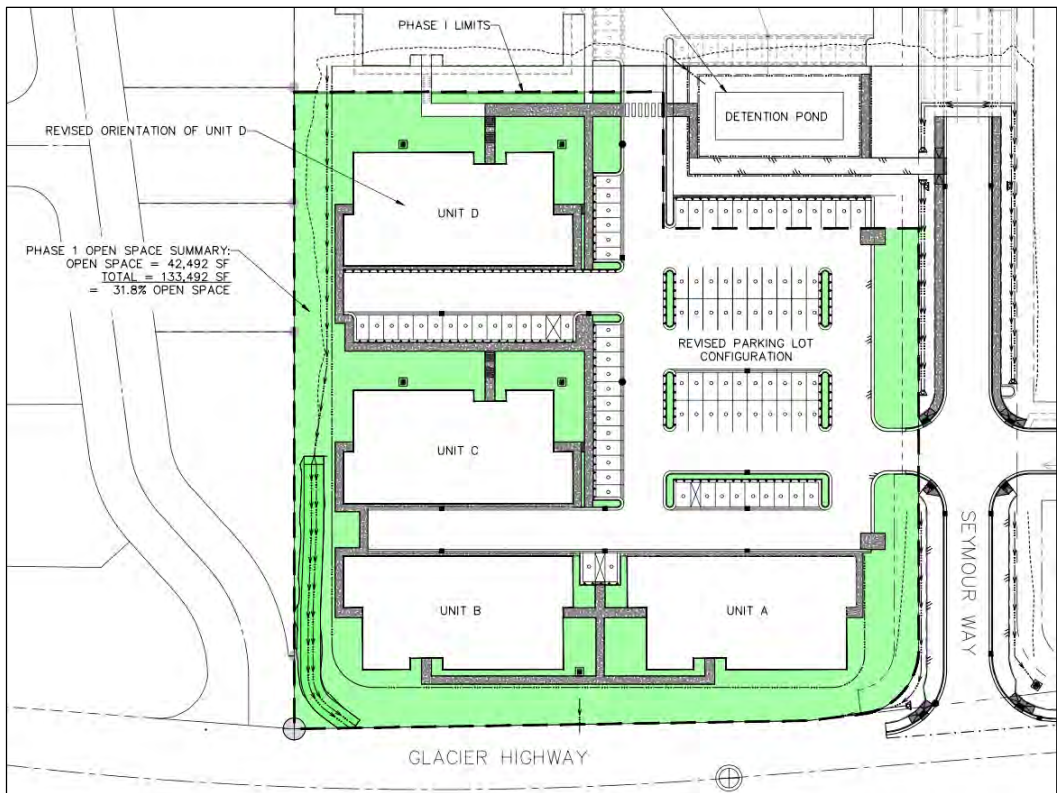 PHASE I LIMITS
DETENTION POND
REVISED ORIENTATION OF UNIT D
UNIT D
PHASE 1 OPEN SPACE SUMMARY:
OPEN SPACE = 42,492 SF
TOTAL = 133,492 SF
= 31.8% OPEN SPACE
REVISED PARKING LOT
CONFIGURATION
UNIT C
SEYMOUR WAY
UNIT B
UNIT A
GLACIER HIGHWAY